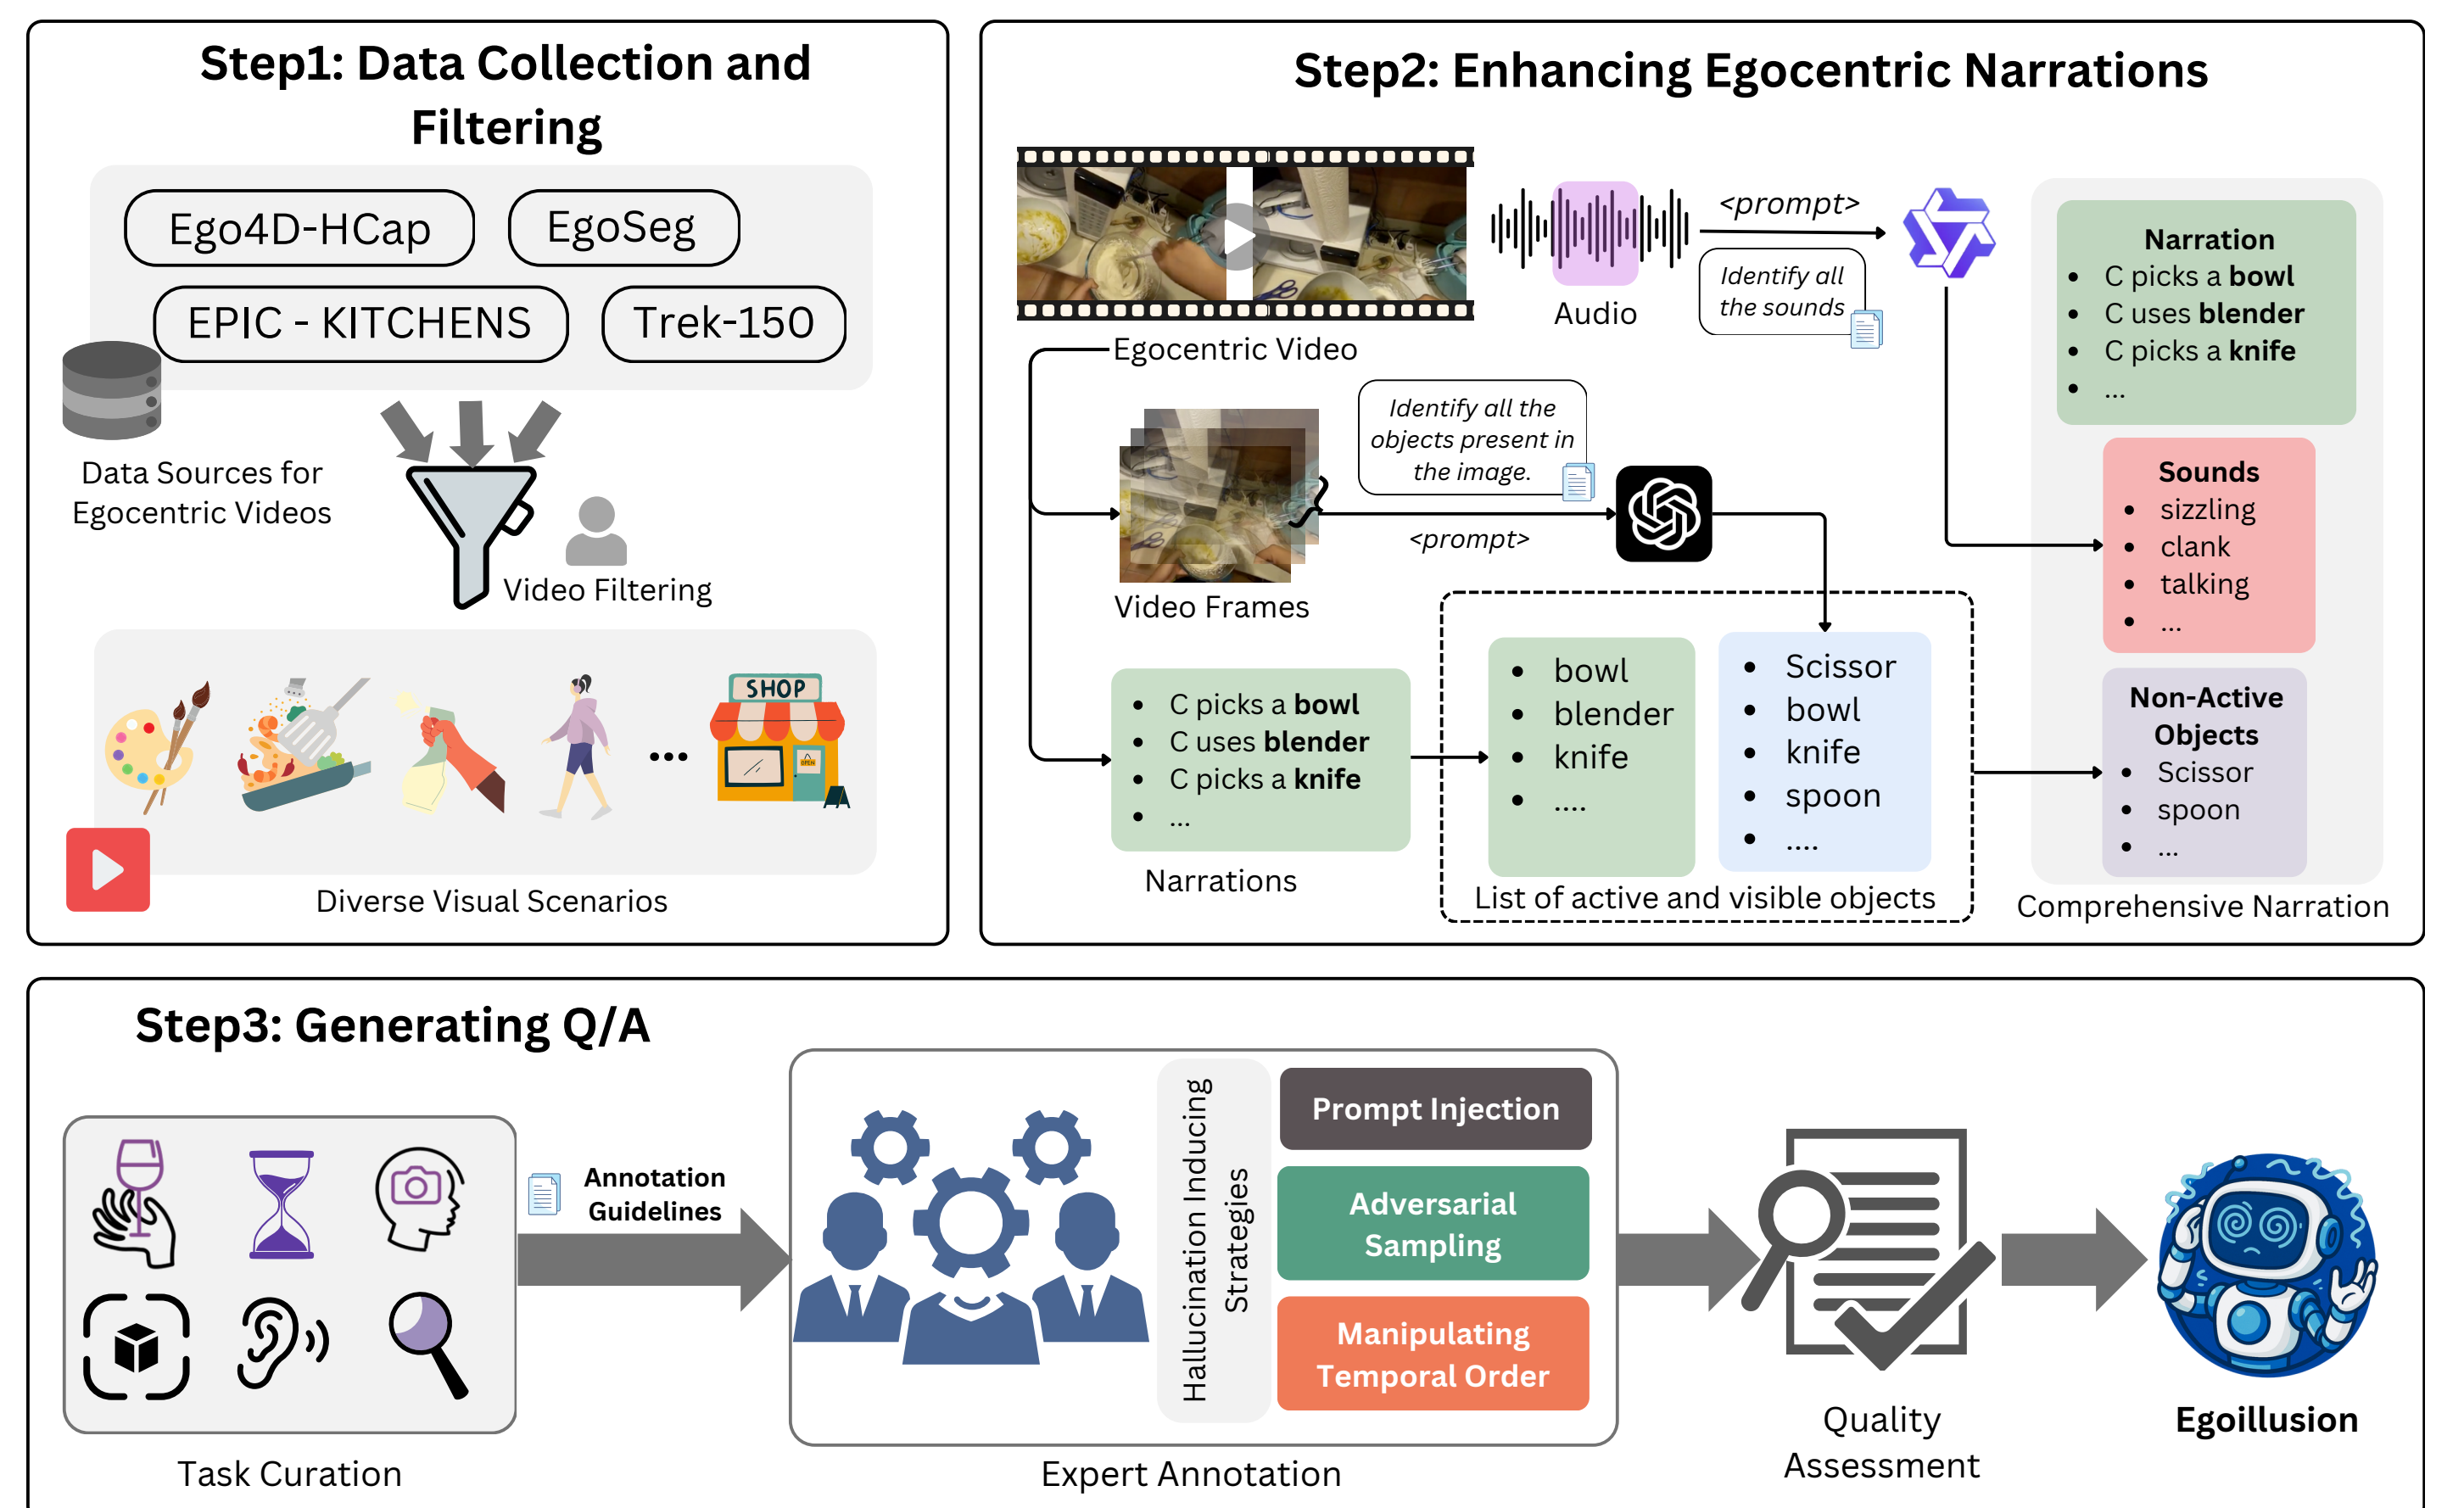 Step1: Data Collection and
Filtering
Ego4D-HCap
EgoSeg
EPIC - KITCHENS
Trek-150
Data Sources for
Egocentric Videos
Video Filtering
SHOP
OPEN
...
Diverse Visual Scenarios
Step2: Enhancing Egocentric Narrations
Egocentric Video
Audio
<prompt>
Identify all
the sounds
Identify all the
objects present in
the image.
<prompt>
Video Frames
• C picks a bowl
• C uses blender
• C picks a knife
• ...
Narrations
• bowl
• blender
• knife
• ....
• Scissor
• bowl
• knife
• spoon
• ....
List of active and visible objects
Narration
• C picks a bowl
• C uses blender
• C picks a knife
• ...
Sounds
• sizzling
• clank
• talking
• ...
Non-Active
Objects
• Scissor
• spoon
• ...
Comprehensive Narration
Step3: Generating Q/A
Task Curation
Annotation
Guidelines
Hallucination Inducing
Strategies
Prompt Injection
Adversarial
Sampling
Manipulating
Temporal Order
Expert Annotation
Quality
Assessment
Egoillusion